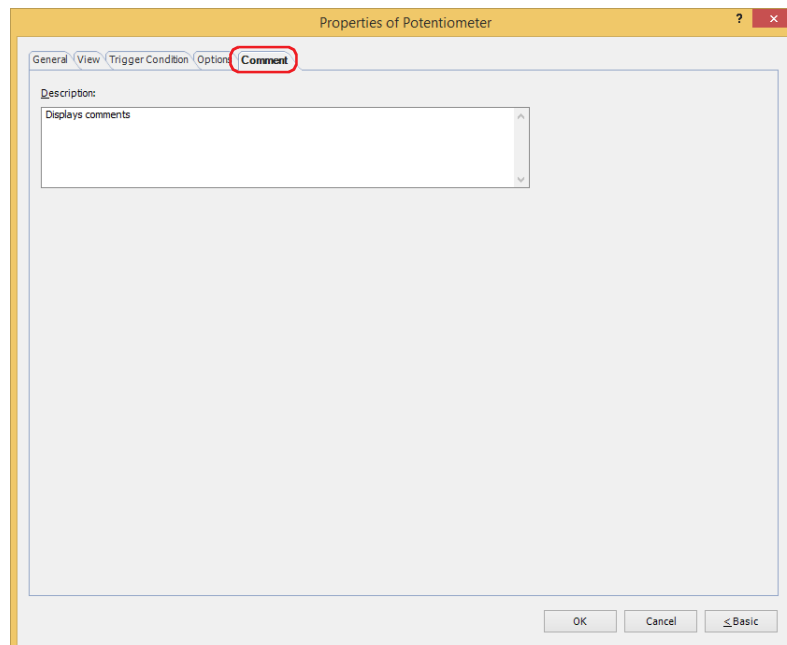 Properties of Potentiometer
? ×
General View Trigger Condition Options Comment
Description:
Displays comments
OK Cancel < Basic